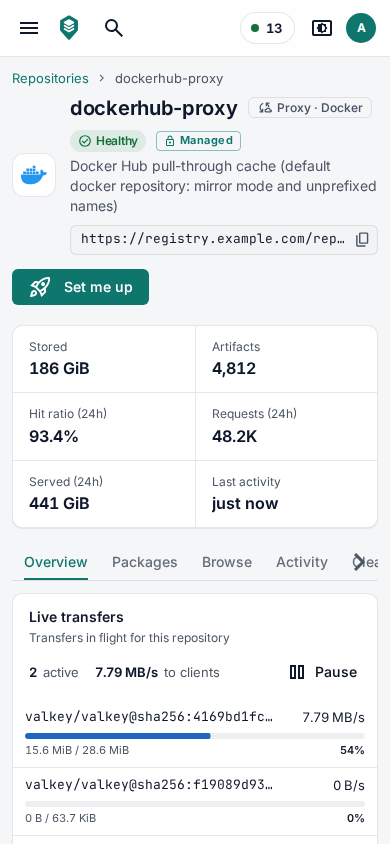 13
A
Repositories > dockerhub-proxy
dockerhub-proxy
Proxy · Docker
Healthy
Managed
Docker Hub pull-through cache (default
docker repository: mirror mode and unprefixed
names)
https://registry.example.com/rep…
Set me up
Stored
186 GiB
Artifacts
4,812
Hit ratio (24h)
93.4%
Requests (24h)
48.2K
Served (24h)
441 GiB
Last activity
just now
Overview
Packages
Browse
Activity
Live transfers
Transfers in flight for this repository
2 active 7.79 MB/s to clients
Pause
valkey/valkey@sha256:4169bd1fc… 7.79 MB/s
15.6 MiB / 28.6 MiB 54%
valkey/valkey@sha256:f19089d93… 0 B/s
0 B / 63.7 KiB 0%